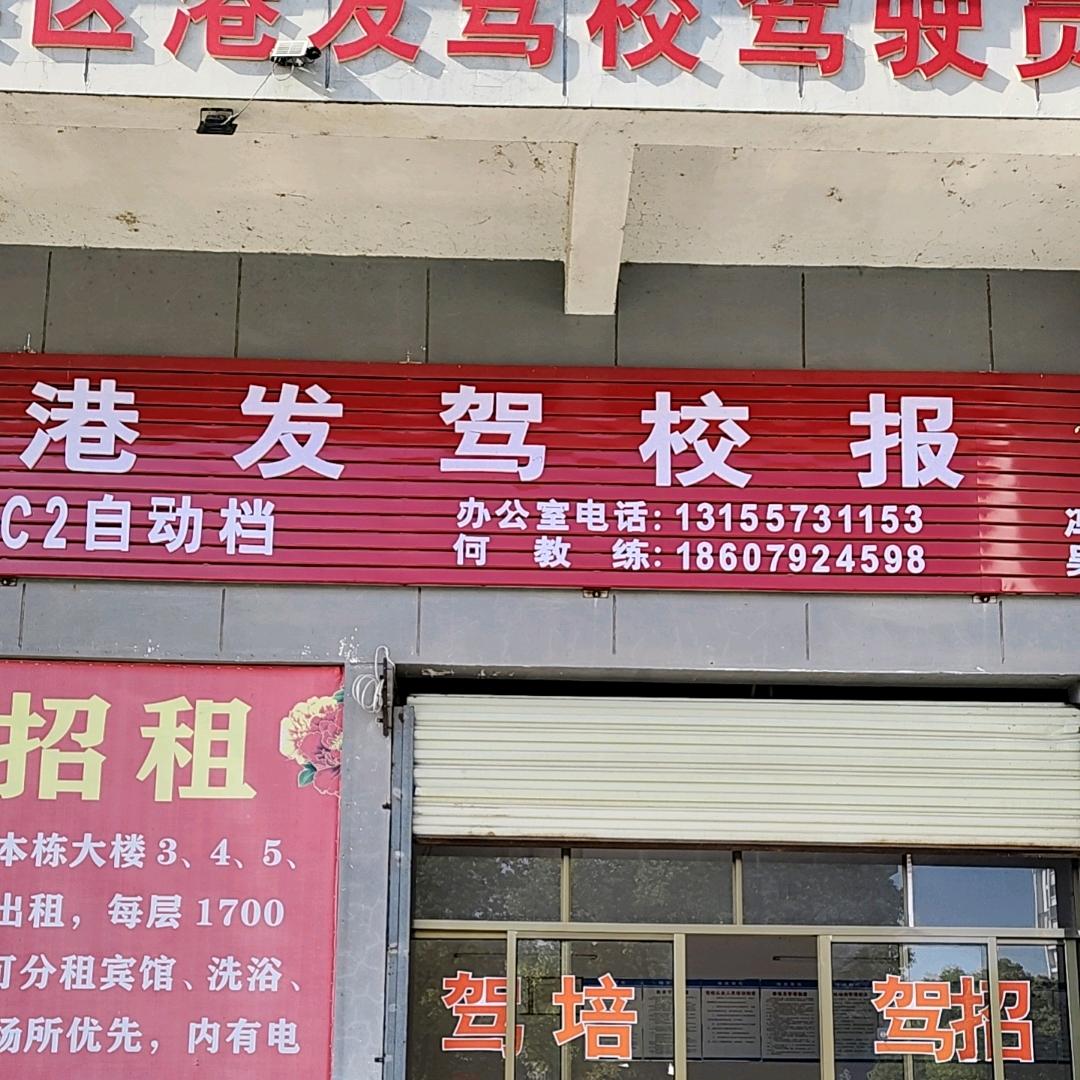 区港发驾校驾驶员
港发驾校报
C2自动档
办公室电话:13155731153
何教练:18607924598
招租
本栋大楼3、4、5、
出租，每层1700
可分租宾馆、洗浴、
场所优先，内有电
驾培
驾招